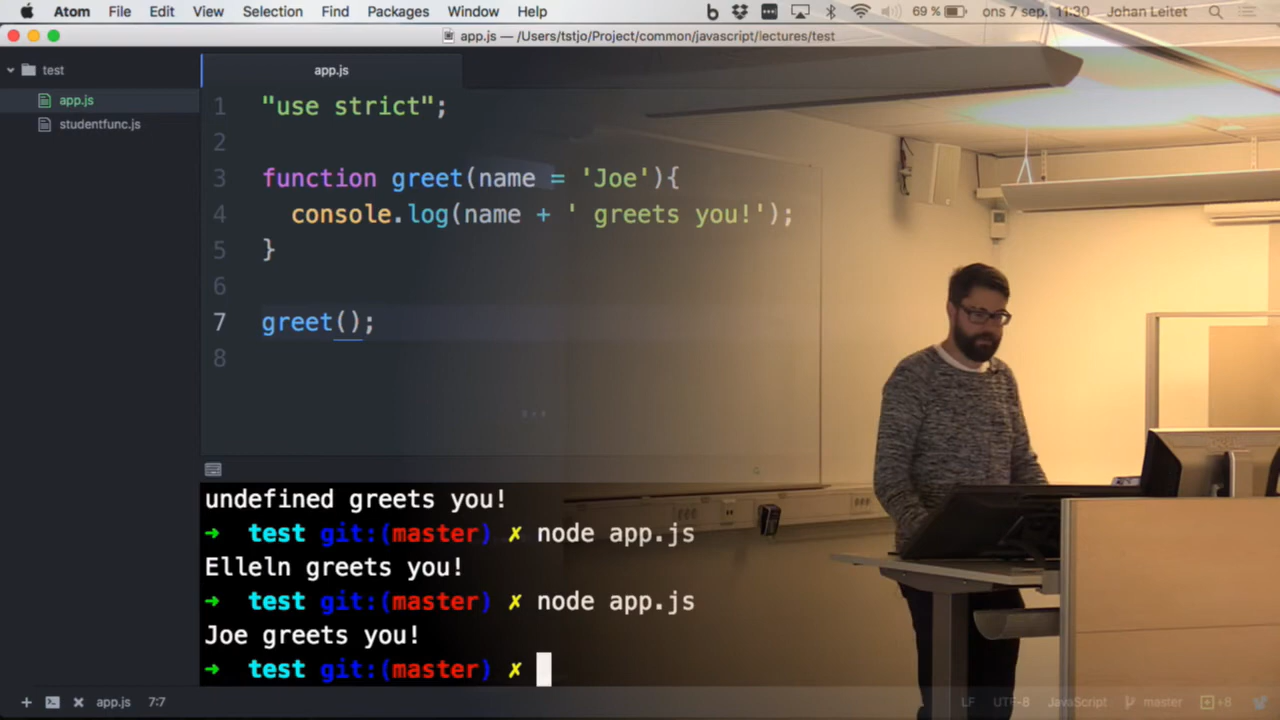 Atom File Edit View Selection Find Packages Window Help 69 % ons 7 sep. 11:30 Johan Leitet
app.js — /Users/tstjo/Project/common/javascript/lectures/test
test
app.js
studentfunc.js
app.js
1 "use strict";
2
3 function greet(name = 'Joe'){
4 console.log(name + ' greets you!');
5 }
6
7 greet();
8
undefined greets you!
➜ test git:(master) ✗ node app.js
Elleln greets you!
➜ test git:(master) ✗ node app.js
Joe greets you!
➜ test git:(master) ✗
app.js 7:7 LF UTF-8 JavaScript master +8